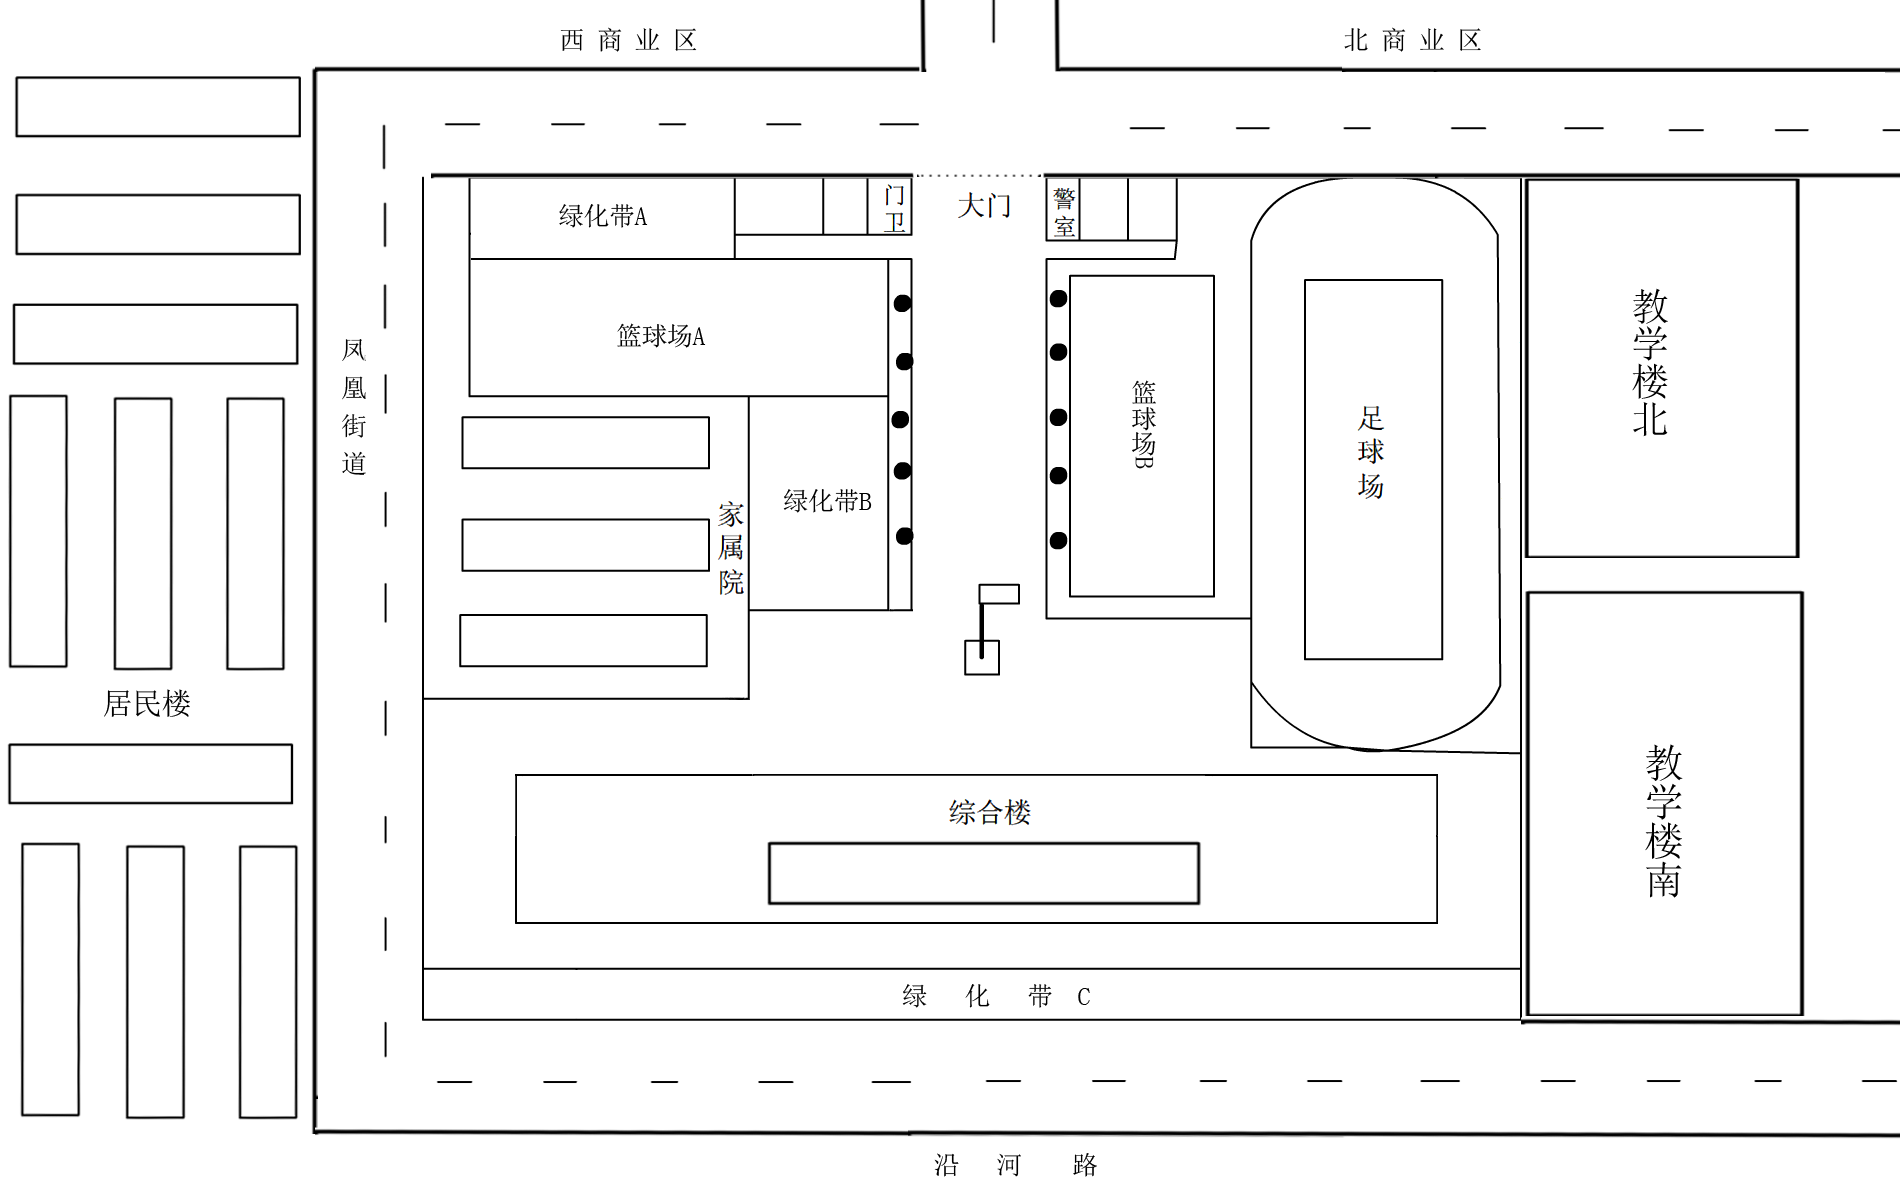 西商业区
北商业区
绿化带A
门卫
大门
警室
篮球场A
凤凰街道
篮球场B
足球场
教学楼北
家属院
绿化带B
居民楼
综合楼
教学楼南
绿化带C
沿河路